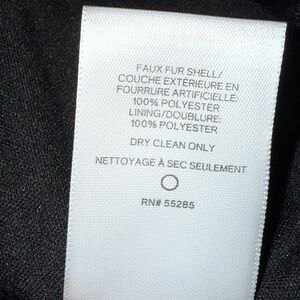 FAUX FUR SHELL/
COUCHE EXTÉRIEURE EN
FOURRURE ARTIFICIELLE:
100% POLYESTER
LINING/DOUBLURE:
100% POLYESTER
DRY CLEAN ONLY
NETTOYAGE À SEC SEULEMENT
RN# 55285